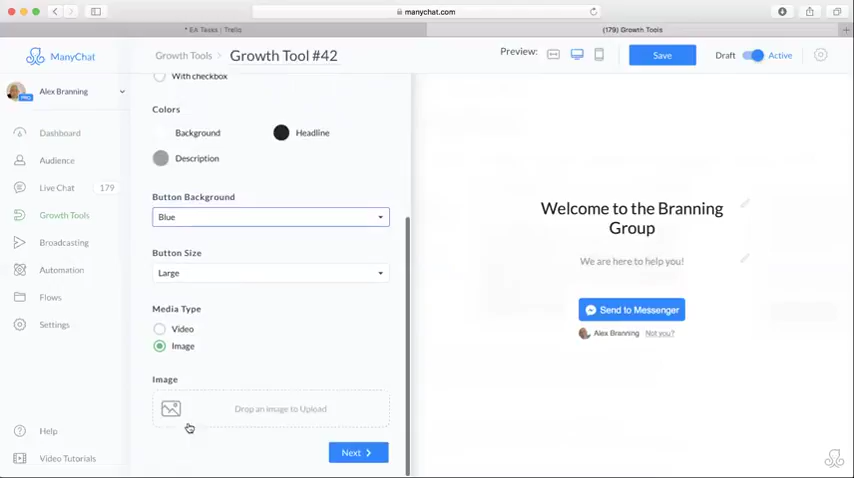 manychat.com
* EA Tasks | Trello
(179) Growth Tools
ManyChat
Growth Tools > Growth Tool #42
Preview:
Save
Draft
Active
PRO
Alex Branning
Dashboard
Audience
Live Chat 179
Growth Tools
Broadcasting
Automation
Flows
Settings
Help
Video Tutorials
With checkbox
Colors
Background
Headline
Description
Button Background
Blue
Button Size
Large
Media Type
Video
Image
Image
Drop an image to Upload
Next
Welcome to the Branning
Group
We are here to help you!
Send to Messenger
Alex Branning Not you?